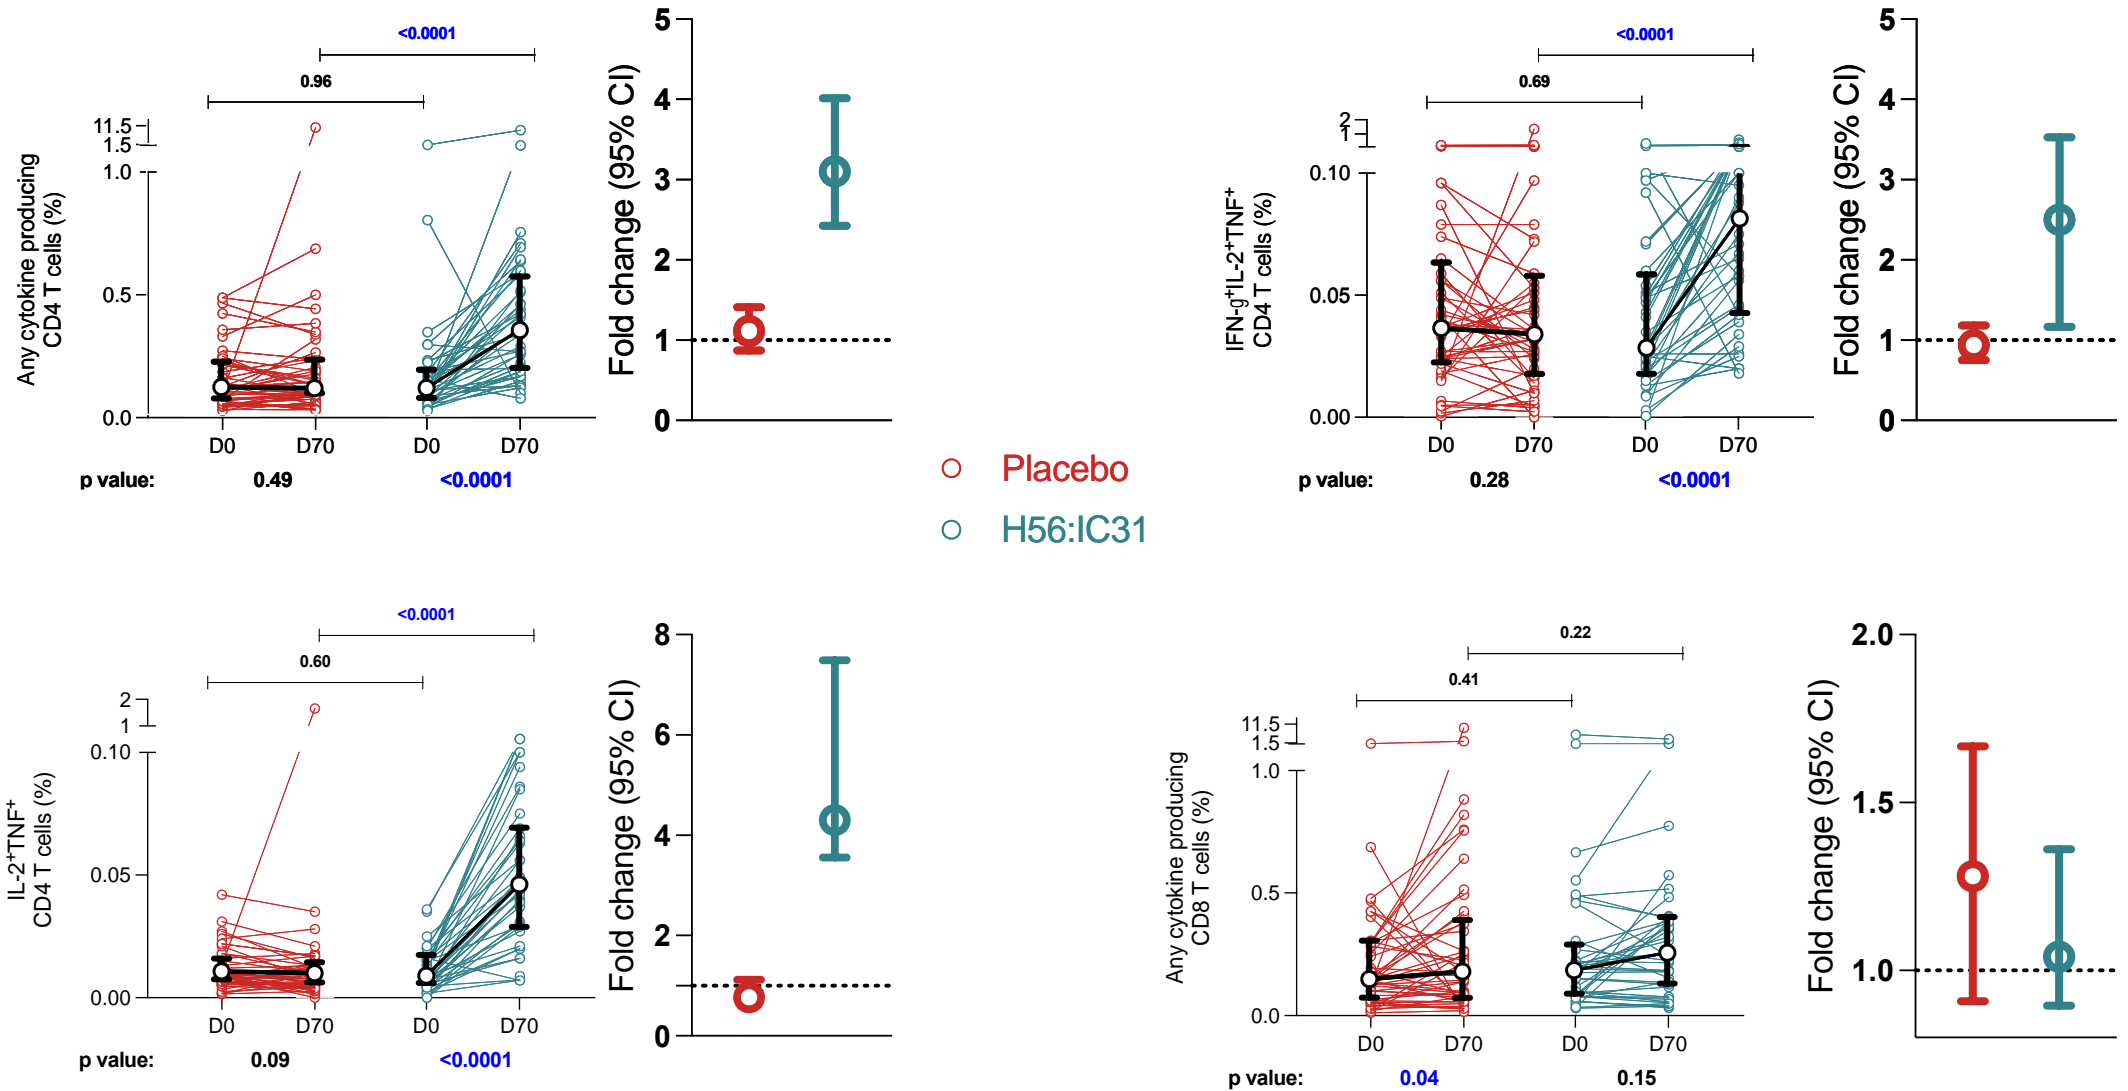 <0.0001
0.96
11.5
1.5
1.0
0.5
0.0
Any cytokine producing
CD4 T cells (%)
D0 D70 D0 D70
p value: 0.49 <0.0001
5
4
3
2
1
0
Fold change (95% CI)
<0.0001
0.69
2
1
0.10
0.05
0.00
IFN-g+IL-2+TNF+
CD4 T cells (%)
D0 D70 D0 D70
p value: 0.28 <0.0001
5
4
3
2
1
0
Fold change (95% CI)
Placebo
H56:IC31
<0.0001
0.60
2
1
0.10
0.05
0.00
IL-2+TNF+
CD4 T cells (%)
D0 D70 D0 D70
p value: 0.09 <0.0001
8
6
4
2
0
Fold change (95% CI)
0.22
0.41
11.5
1.5
1.0
0.5
0.0
Any cytokine producing
CD8 T cells (%)
D0 D70 D0 D70
p value: 0.04 0.15
2.0
1.5
1.0
Fold change (95% CI)